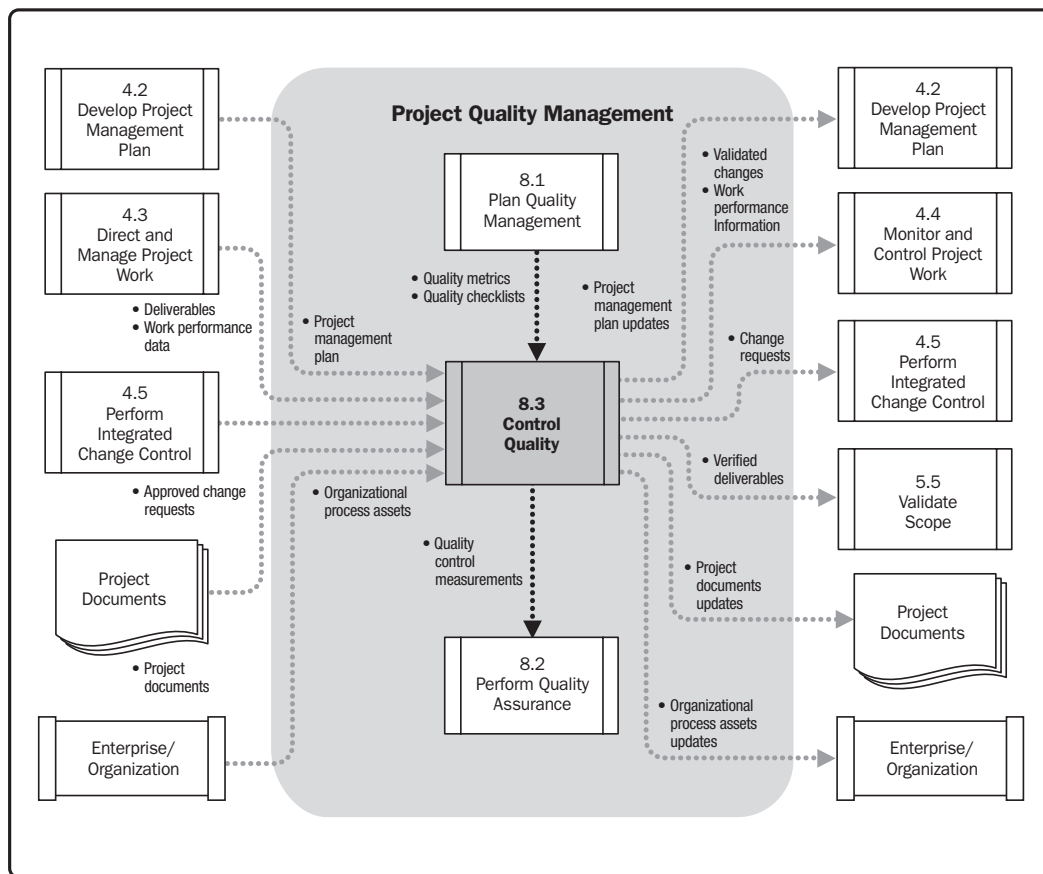 Project Quality Management
4.2
Develop Project
Management
Plan
4.3
Direct and
Manage Project
Work
• Deliverables
• Work performance
data
4.5
Perform
Integrated
Change Control
• Approved change
requests
Project
Documents
• Project
documents
Enterprise/
Organization
• Project
management
plan
• Organizational
process assets
8.1
Plan Quality
Management
• Quality metrics
• Quality checklists
8.3
Control
Quality
• Quality
control
measurements
8.2
Perform Quality
Assurance
• Validated
changes
• Work
performance
Information
• Project
management
plan updates
• Change
requests
• Verified
deliverables
• Project
documents
updates
• Organizational
process assets
updates
4.2
Develop Project
Management
Plan
4.4
Monitor and
Control Project
Work
4.5
Perform
Integrated
Change Control
5.5
Validate
Scope
Project
Documents
Enterprise/
Organization